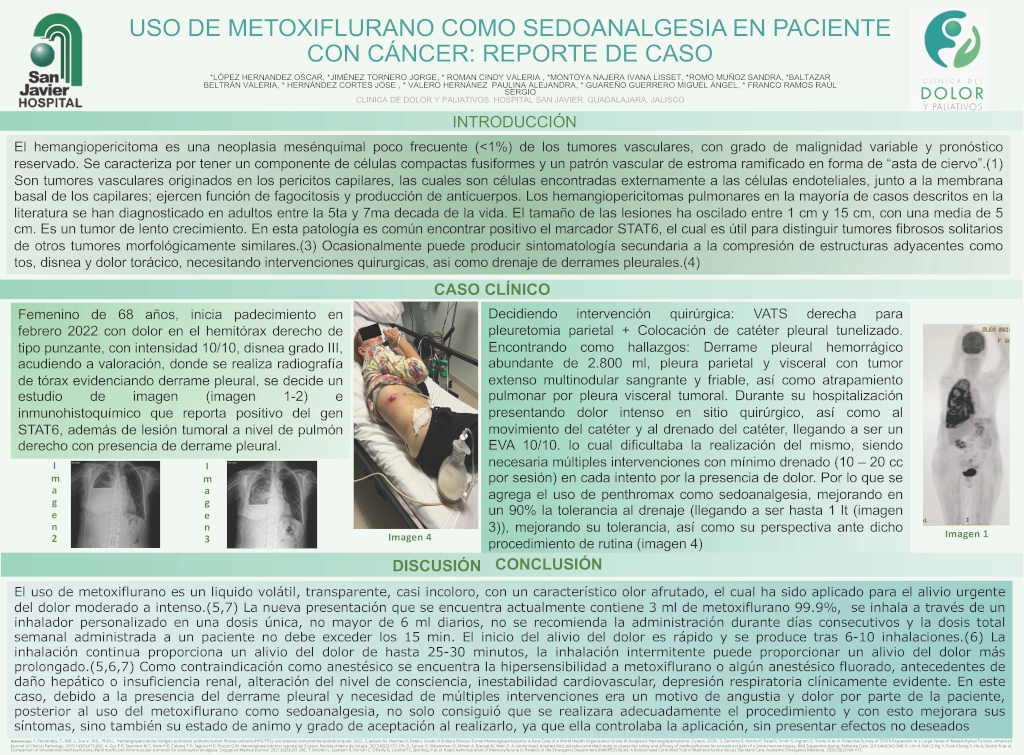 San
Javier
HOSPITAL
USO DE METOXIFLURANO COMO SEDOANALGESIA EN PACIENTE
CON CÁNCER: REPORTE DE CASO
*LÓPEZ HERNANDEZ OSCAR, *JIMÉNEZ TORNERO JORGE, * ROMAN CINDY VALERIA , *MONTOYA NAJERA IVANA LISSET, *ROMO MUÑOZ SANDRA, *BALTAZAR
BELTRÁN VALERIA, * HERNÁNDEZ CORTES JOSE , * VALERO HERNÁNEZ PAULINA ALEJANDRA, * GUAREÑO GUERRERO MIGUEL ÁNGEL, * FRANCO RAMOS RAÚL
SERGIO
CLINICA DE DOLOR Y PALIATIVOS. HOSPITAL SAN JAVIER. GUADALAJARA. JALISCO
CLÍNICA DEL
DOLOR
Y PALIATIVOS
INTRODUCCIÓN
El hemangiopericitoma es una neoplasia mesénquimal poco frecuente (<1%) de los tumores vasculares, con grado de malignidad variable y pronóstico
reservado. Se caracteriza por tener un componente de células compactas fusiformes y un patrón vascular de estroma ramificado en forma de “asta de ciervo”.(1)
Son tumores vasculares originados en los pericitos capilares, las cuales son células encontradas externamente a las células endoteliales, junto a la membrana
basal de los capilares; ejercen función de fagocitosis y producción de anticuerpos. Los hemangiopericitomas pulmonares en la mayoría de casos descritos en la
literatura se han diagnosticado en adultos entre la 5ta y 7ma decada de la vida. El tamaño de las lesiones ha oscilado entre 1 cm y 15 cm, con una media de 5
cm. Es un tumor de lento crecimiento. En esta patología es común encontrar positivo el marcador STAT6, el cual es útil para distinguir tumores fibrosos solitarios
de otros tumores morfológicamente similares.(3) Ocasionalmente puede producir sintomatología secundaria a la compresión de estructuras adyacentes como
tos, disnea y dolor torácico, necesitando intervenciones quirurgicas, asi como drenaje de derrames pleurales.(4)
CASO CLÍNICO
Femenino de 68 años, inicia padecimiento en
febrero 2022 con dolor en el hemitórax derecho de
tipo punzante, con intensidad 10/10, disnea grado III,
acudiendo a valoración, donde se realiza radiografía
de tórax evidenciando derrame pleural, se decide un
estudio de imagen (imagen 1-2) e
inmunohistoquímico que reporta positivo del gen
STAT6, además de lesión tumoral a nivel de pulmón
derecho con presencia de derrame pleural.
Imagen2
Imagen3
Imagen 4
Decidiendo intervención quirúrgica: VATS derecha para
pleuretomia parietal + Colocación de catéter pleural tunelizado.
Encontrando como hallazgos: Derrame pleural hemorrágico
abundante de 2.800 ml, pleura parietal y visceral con tumor
extenso multinodular sangrante y friable, así como atrapamiento
pulmonar por pleura visceral tumoral. Durante su hospitalización
presentando dolor intenso en sitio quirúrgico, así como al
movimiento del catéter y al drenado del catéter, llegando a ser un
EVA 10/10. lo cual dificultaba la realización del mismo, siendo
necesaria múltiples intervenciones con mínimo drenado (10 – 20 cc
por sesión) en cada intento por la presencia de dolor. Por lo que se
agrega el uso de penthromax como sedoanalgesia, mejorando en
un 90% la tolerancia al drenaje (llegando a ser hasta 1 lt (imagen
3)), mejorando su tolerancia, así como su perspectiva ante dicho
procedimiento de rutina (imagen 4)
Imagen 1
DISCUSIÓN CONCLUSIÓN
El uso de metoxiflurano es un liquido volátil, transparente, casi incoloro, con un característico olor afrutado, el cual ha sido aplicado para el alivio urgente
del dolor moderado a intenso.(5,7) La nueva presentación que se encuentra actualmente contiene 3 ml de metoxiflurano 99.9%, se inhala a través de un
inhalador personalizado en una dosis única, no mayor de 6 ml diarios, no se recomienda la administración durante días consecutivos y la dosis total
semanal administrada a un paciente no debe exceder los 15 min. El inicio del alivio del dolor es rápido y se produce tras 6-10 inhalaciones.(6) La
inhalación continua proporciona un alivio del dolor de hasta 25-30 minutos, la inhalación intermitente puede proporcionar un alivio del dolor más
prolongado.(5,6,7) Como contraindicación como anestésico se encuentra la hipersensibilidad a metoxiflurano o algún anestésico fluorado, antecedentes de
daño hepático o insuficiencia renal, alteración del nivel de consciencia, inestabilidad cardiovascular, depresión respiratoria clínicamente evidente. En este
caso, debido a la presencia del derrame pleural y necesidad de múltiples intervenciones era un motivo de angustia y dolor por parte de la paciente,
posterior al uso del metoxiflurano como sedoanalgesia, no solo consiguió que se realizara adecuadamente el procedimiento y con esto mejorara sus
síntomas, sino también su estado de animo y grado de aceptación al realizarlo, ya que ella controlaba la aplicación, sin presentar efectos no deseados